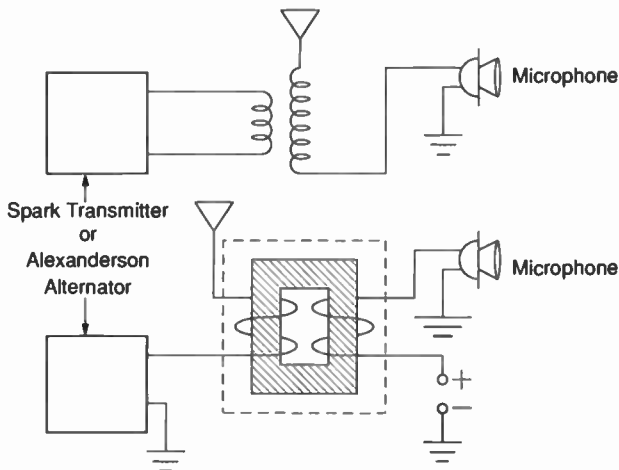 Microphone
Spark Transmitter
or
Alexanderson
Alternator
Microphone
+
−